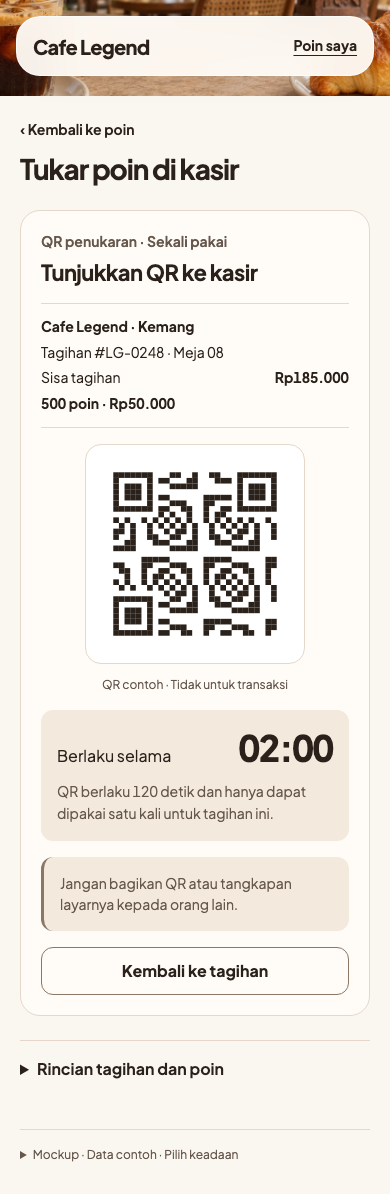 Cafe Legend
Poin saya
‹ Kembali ke poin
Tukar poin di kasir
QR penukaran · Sekali pakai
Tunjukkan QR ke kasir
Cafe Legend · Kemang
Tagihan #LG-0248 · Meja 08
Sisa tagihan Rp185.000
500 poin · Rp50.000
QR contoh · Tidak untuk transaksi
Berlaku selama 02:00
QR berlaku 120 detik dan hanya dapat
dipakai satu kali untuk tagihan ini.
Jangan bagikan QR atau tangkapan
layarnya kepada orang lain.
Kembali ke tagihan
Rincian tagihan dan poin
Mockup · Data contoh · Pilih keadaan